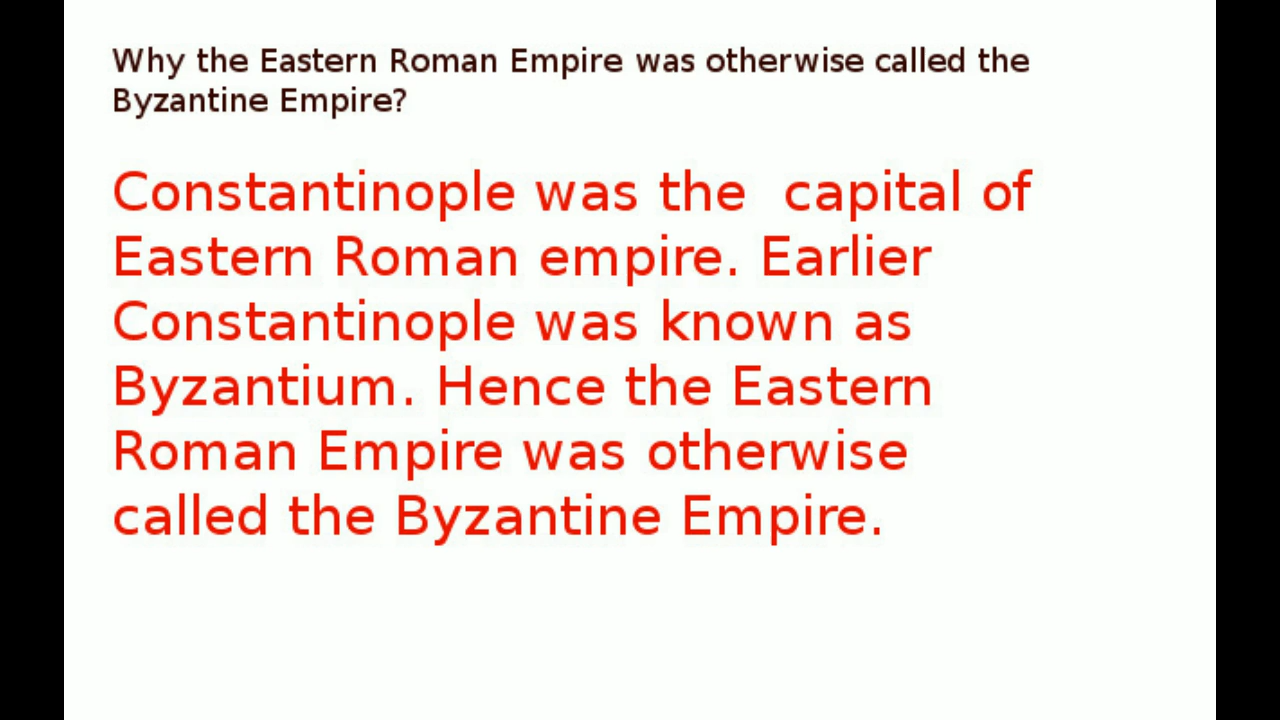 Why the Eastern Roman Empire was otherwise called the
Byzantine Empire?
Constantinople was the  capital of
Eastern Roman empire. Earlier
Constantinople was known as
Byzantium. Hence the Eastern
Roman Empire was otherwise
called the Byzantine Empire.